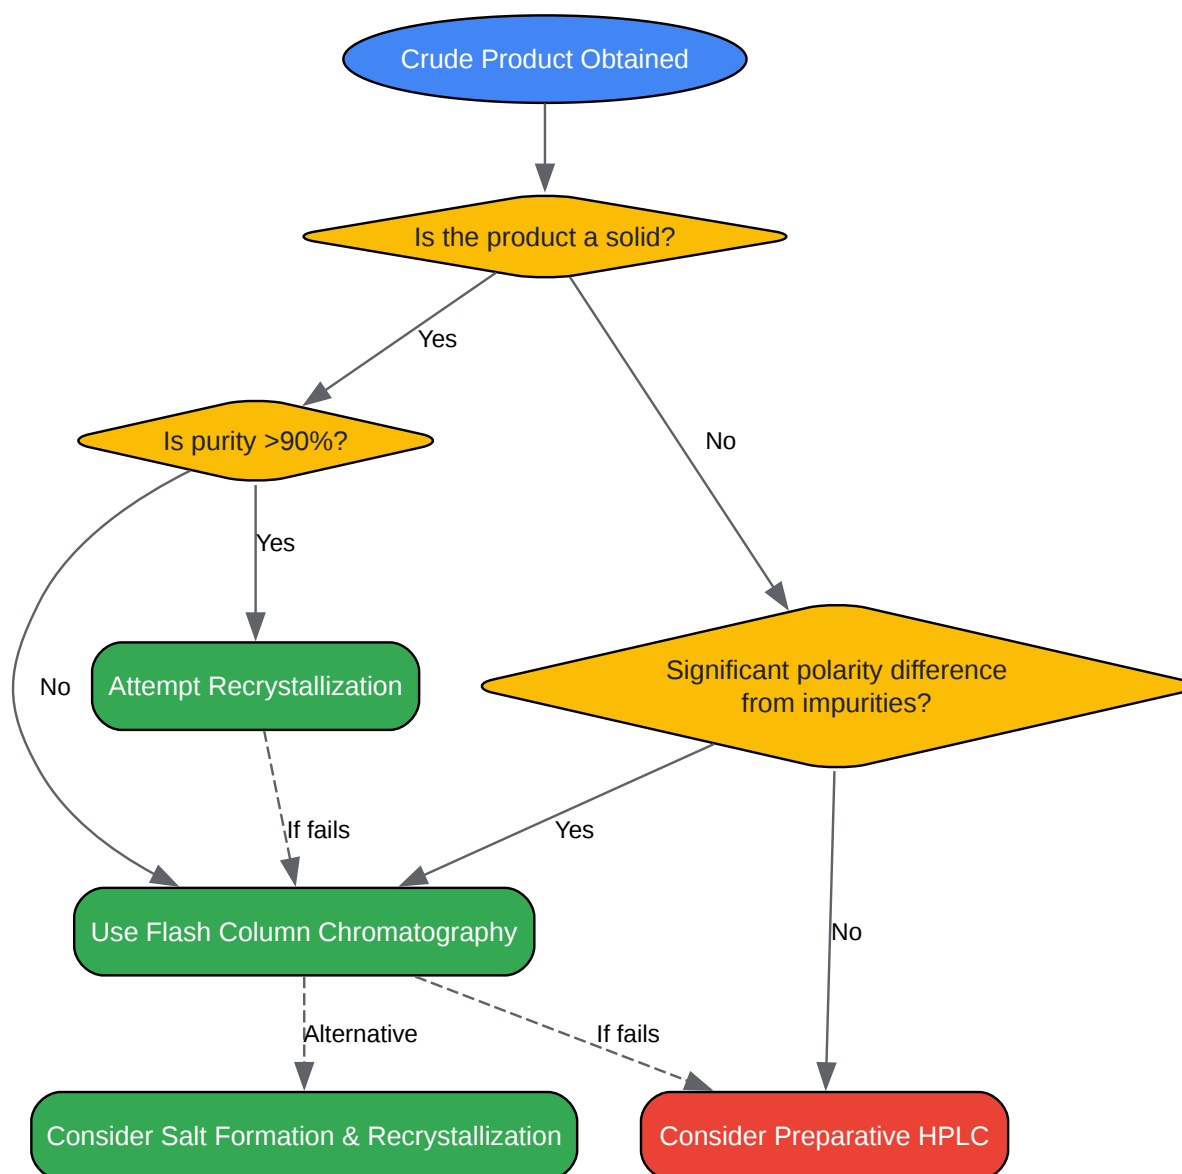 Crude Product Obtained
Is the product a solid?
Yes
Is purity >90%?
No
Yes
No
Attempt Recrystallization
Significant polarity difference
from impurities?
If fails
Yes
Use Flash Column Chromatography
No
Alternative
If fails
Consider Salt Formation & Recrystallization
Consider Preparative HPLC